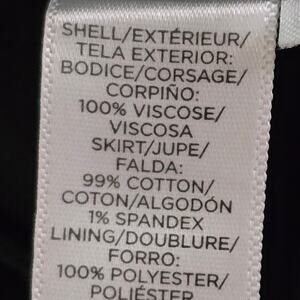 SHELL/EXTÉRIEUR/
TELA EXTERIOR:
BODICE/CORSAGE/
CORPIÑO:
100% VISCOSE/
VISCOSA
SKIRT/JUPE/
FALDA:
99% COTTON/
COTON/ALGODÓN
1% SPANDEX
LINING/DOUBLURE/
FORRO:
100% POLYESTER/
POLIÉSTER